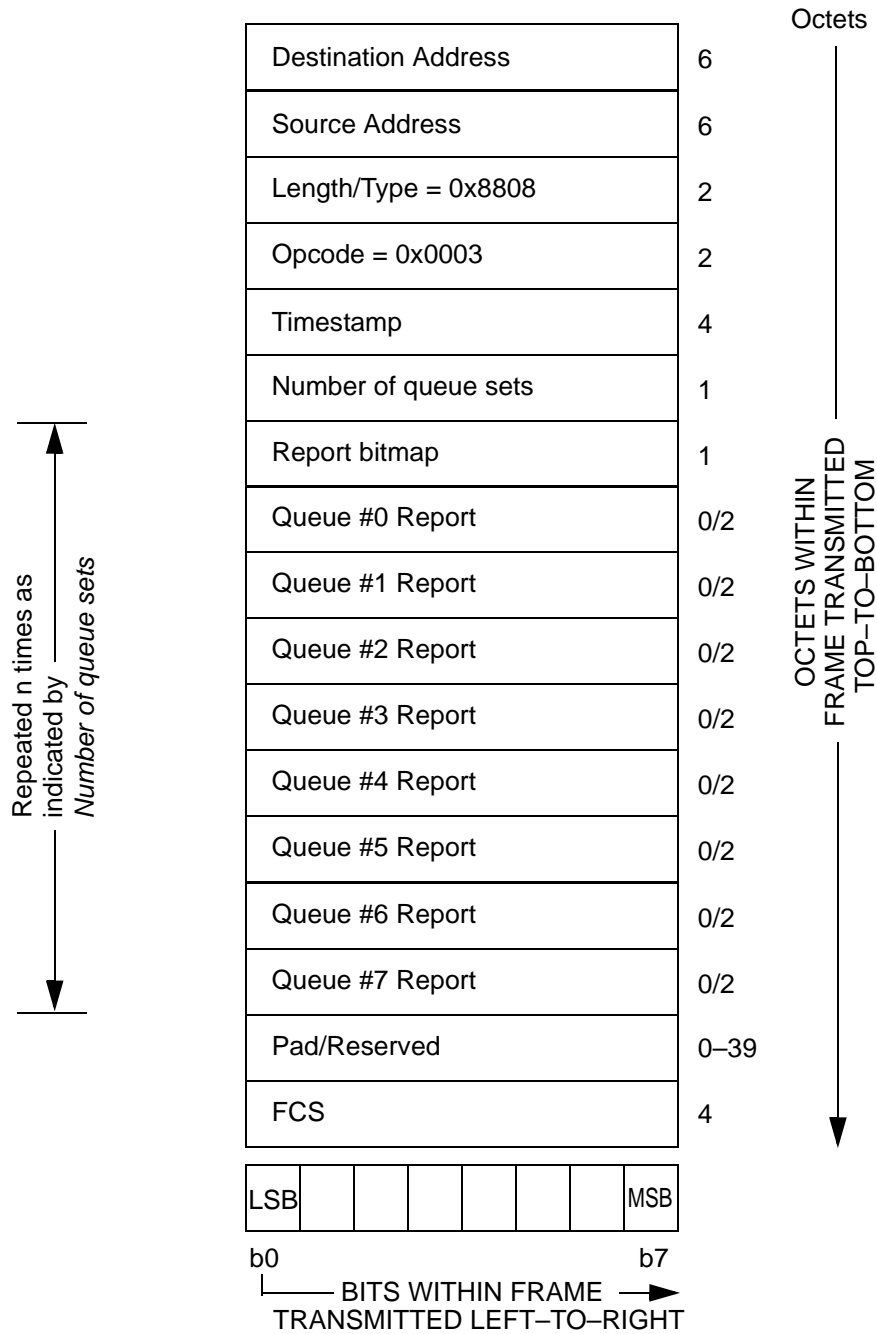 Octets
Destination Address 6
Source Address 6
Length/Type = 0x8808 2
Opcode = 0x0003 2
Timestamp 4
Number of queue sets 1
Report bitmap 1
Queue #0 Report 0/2
Queue #1 Report 0/2
Queue #2 Report 0/2
Queue #3 Report 0/2
Queue #4 Report 0/2
Queue #5 Report 0/2
Queue #6 Report 0/2
Queue #7 Report 0/2
Pad/Reserved 0–39
FCS 4
Repeated n times as
indicated by
Number of queue sets
OCTETS WITHIN
FRAME TRANSMITTED
TOP–TO–BOTTOM
LSB MSB
b0 b7
BITS WITHIN FRAME
TRANSMITTED LEFT–TO–RIGHT